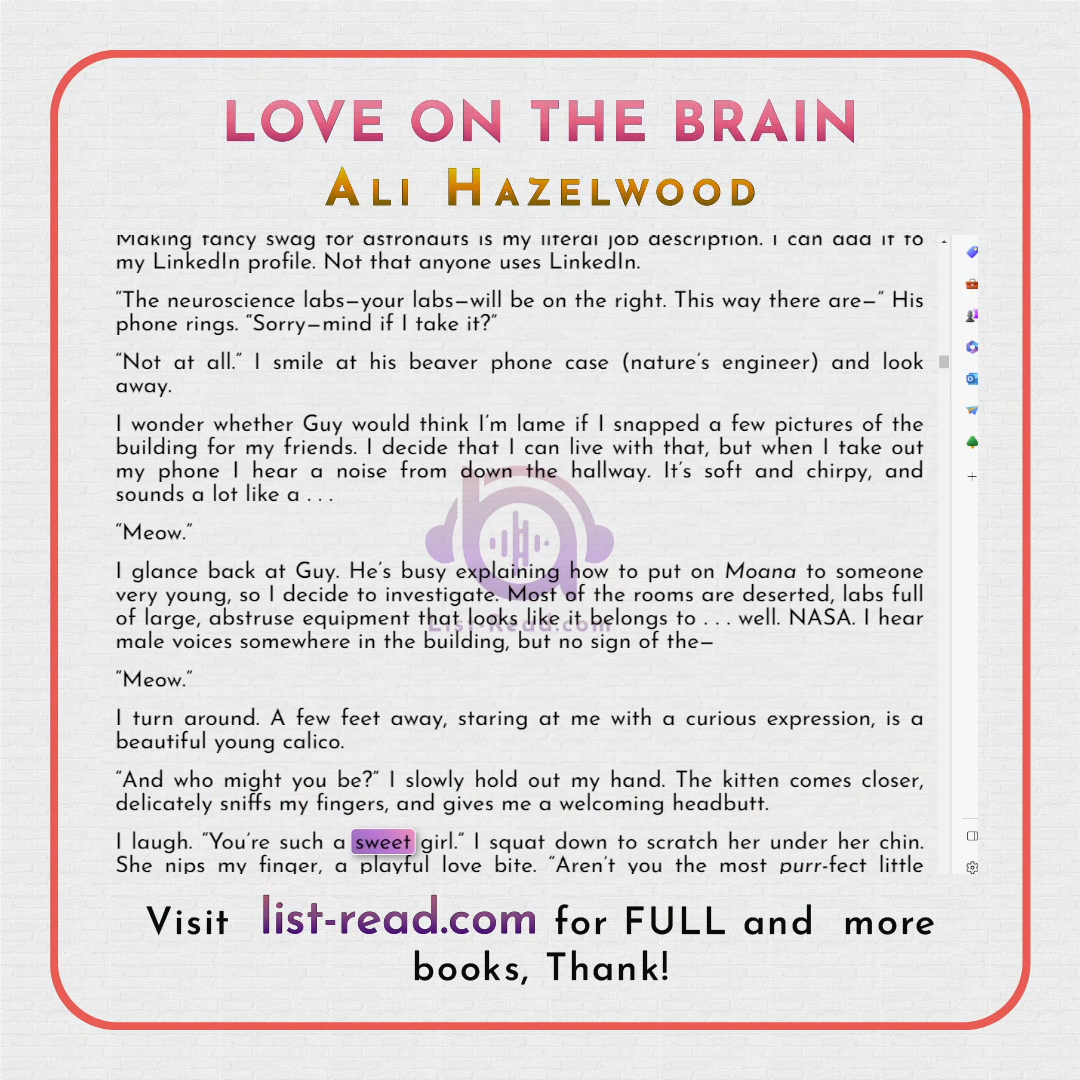 LOVE ON THE BRAIN
ALI HAZELWOOD
Making fancy swag for astronauts is my literal job description. I can add it to
my LinkedIn profile. Not that anyone uses LinkedIn.
“The neuroscience labs—your labs—will be on the right. This way there are—” His
phone rings. “Sorry—mind if I take it?”
“Not at all.” I smile at his beaver phone case (nature’s engineer) and look
away.
I wonder whether Guy would think I’m lame if I snapped a few pictures of the
building for my friends. I decide that I can live with that, but when I take out
my phone I hear a noise from down the hallway. It’s soft and chirpy, and
sounds a lot like a . . .
“Meow.”
I glance back at Guy. He’s busy explaining how to put on Moana to someone
very young, so I decide to investigate. Most of the rooms are deserted, labs full
of large, abstruse equipment that looks like it belongs to . . . well. NASA. I hear
List-Read.com
male voices somewhere in the building, but no sign of the—
“Meow.”
I turn around. A few feet away, staring at me with a curious expression, is a
beautiful young calico.
“And who might you be?” I slowly hold out my hand. The kitten comes closer,
delicately sniffs my fingers, and gives me a welcoming headbutt.
I laugh. “You’re such a sweet girl.” I squat down to scratch her under her chin.
She nips my finger, a playful love bite. “Aren’t you the most purr-fect little
Visit list-read.com for FULL and more
books, Thank!